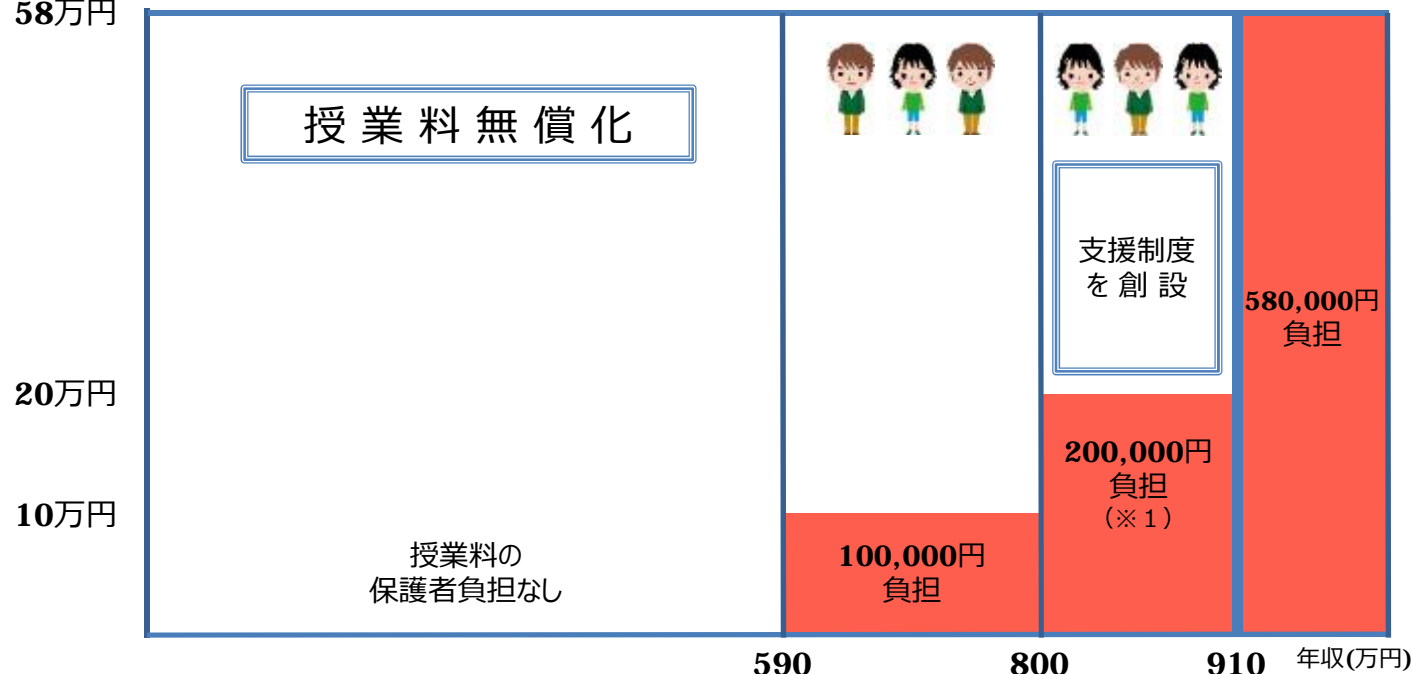 58万円
授業料無償化
支援制度
を創設
580,000円
負担
20万円
200,000円
負担
（※１）
10万円
授業料の
保護者負担なし
100,000円
負担
590
800
910
年収(万円)